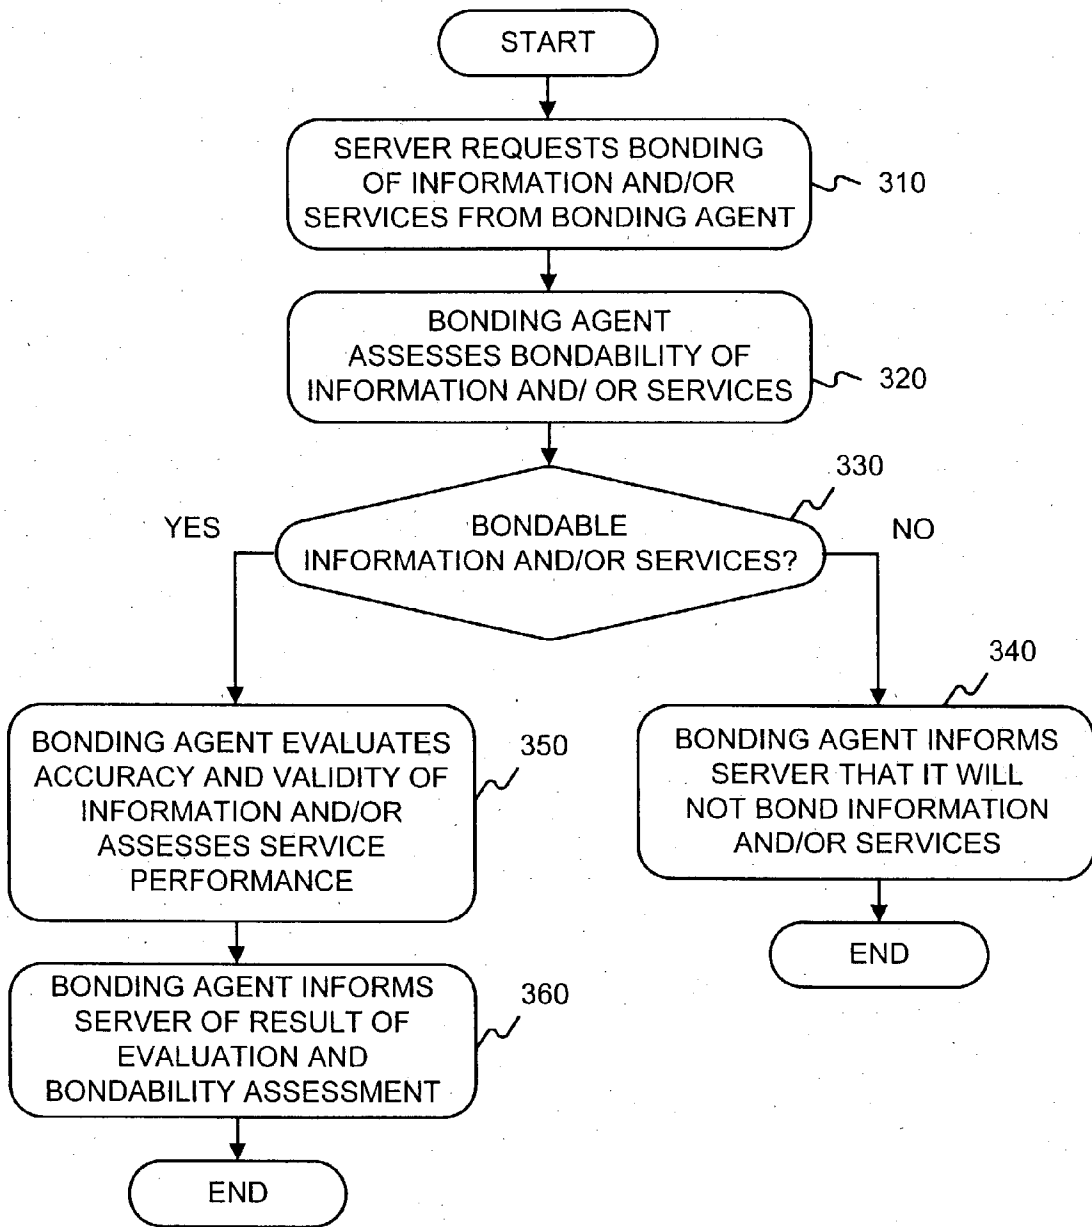 START
SERVER REQUESTS BONDING
OF INFORMATION AND/OR
SERVICES FROM BONDING AGENT
310
BONDING AGENT
ASSESSES BONDABILITY OF
INFORMATION AND/ OR SERVICES
320
330
YES
BONDABLE
INFORMATION AND/OR SERVICES?
NO
340
BONDING AGENT EVALUATES
ACCURACY AND VALIDITY OF
INFORMATION AND/OR
ASSESSES SERVICE
PERFORMANCE
350
BONDING AGENT INFORMS
SERVER THAT IT WILL
NOT BOND INFORMATION
AND/OR SERVICES
END
BONDING AGENT INFORMS
SERVER OF RESULT OF
EVALUATION AND
BONDABILITY ASSESSMENT
360
END